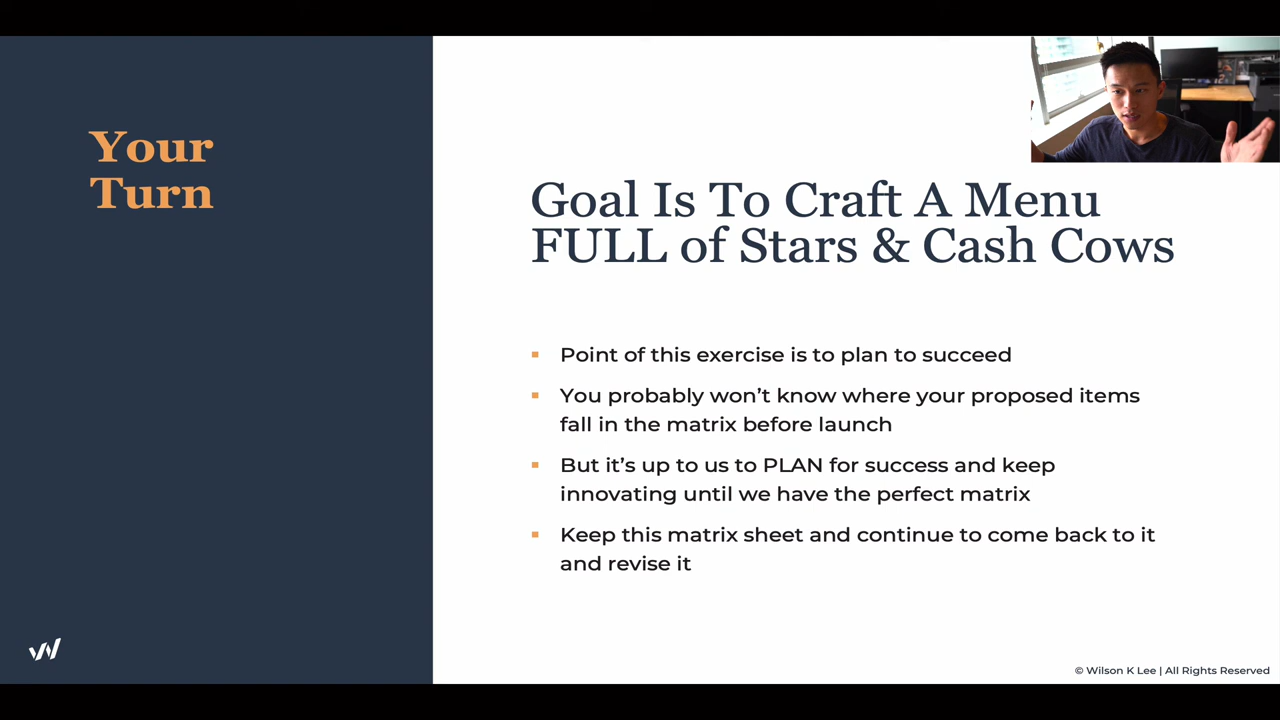 Your
Turn
Goal Is To Craft A Menu
FULL of Stars & Cash Cows
▪ Point of this exercise is to plan to succeed
▪ You probably won’t know where your proposed items
fall in the matrix before launch
▪ But it’s up to us to PLAN for success and keep
innovating until we have the perfect matrix
▪ Keep this matrix sheet and continue to come back to it
and revise it
© Wilson K Lee | All Rights Reserved